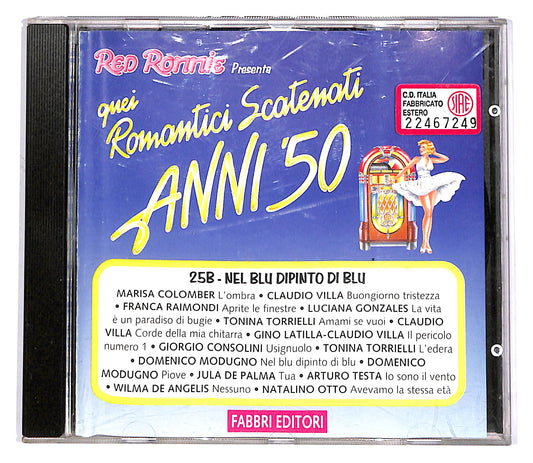 RED RONNIE Presenta
quei
Romantici Scatenati
ANNI '50
C.D. ITALIA
FABBRICATO
ESTERO
SIAE
22467249
25B - NEL BLU DIPINTO DI BLU
MARISA COLOMBER L'ombra • CLAUDIO VILLA Buongiorno tristezza
• FRANCA RAIMONDI Aprite le finestre • LUCIANA GONZALES La vita
è un paradiso di bugie • TONINA TORRIELLI Amami se vuoi • CLAUDIO
VILLA Corde della mia chitarra • GINO LATILLA-CLAUDIO VILLA Il pericolo
numero 1 • GIORGIO CONSOLINI Usignuolo • TONINA TORRIELLI L'edera
• DOMENICO MODUGNO Nel blu dipinto di blu • DOMENICO
MODUGNO Piove • JULA DE PALMA Tua • ARTURO TESTA Io sono il vento
• WILMA DE ANGELIS Nessuno • NATALINO OTTO Avevamo la stessa età
FABBRI EDITORI